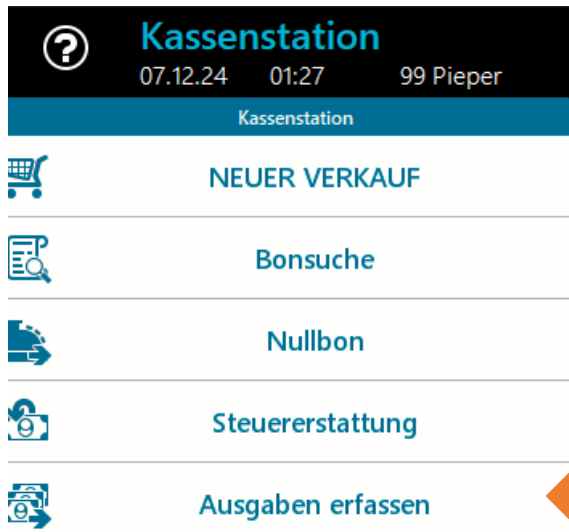 Kassenstation
07.12.24 01:27 99 Pieper
Kassenstation
NEUER VERKAUF
Bonsuche
Nullbon
Steuererstattung
Ausgaben erfassen